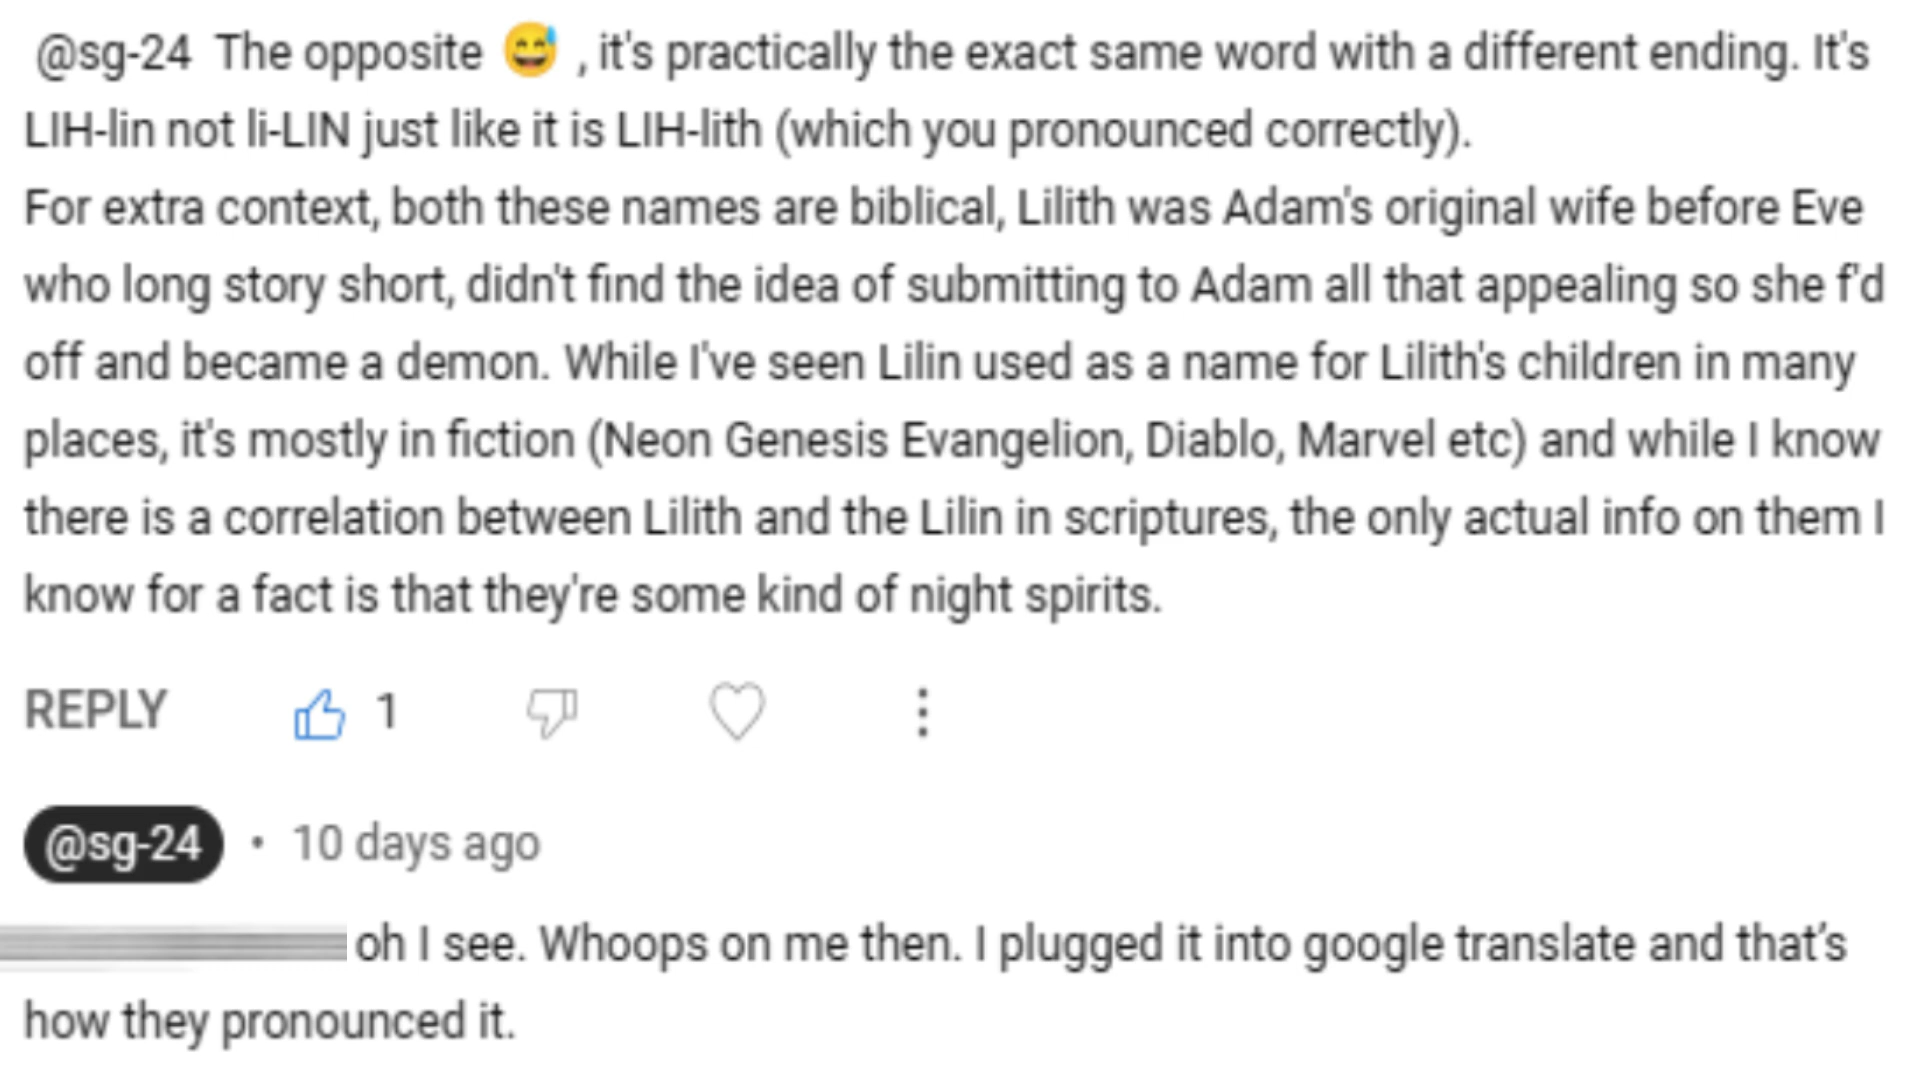 @sg-24 The opposite 😅 , it's practically the exact same word with a different ending. It's
LIH-lin not li-LIN just like it is LIH-lith (which you pronounced correctly).
For extra context, both these names are biblical, Lilith was Adam's original wife before Eve
who long story short, didn't find the idea of submitting to Adam all that appealing so she f'd
off and became a demon. While I've seen Lilin used as a name for Lilith's children in many
places, it's mostly in fiction (Neon Genesis Evangelion, Diablo, Marvel etc) and while I know
there is a correlation between Lilith and the Lilin in scriptures, the only actual info on them I
know for a fact is that they're some kind of night spirits.
REPLY 1
@sg-24 • 10 days ago
oh I see. Whoops on me then. I plugged it into google translate and that’s
how they pronounced it.